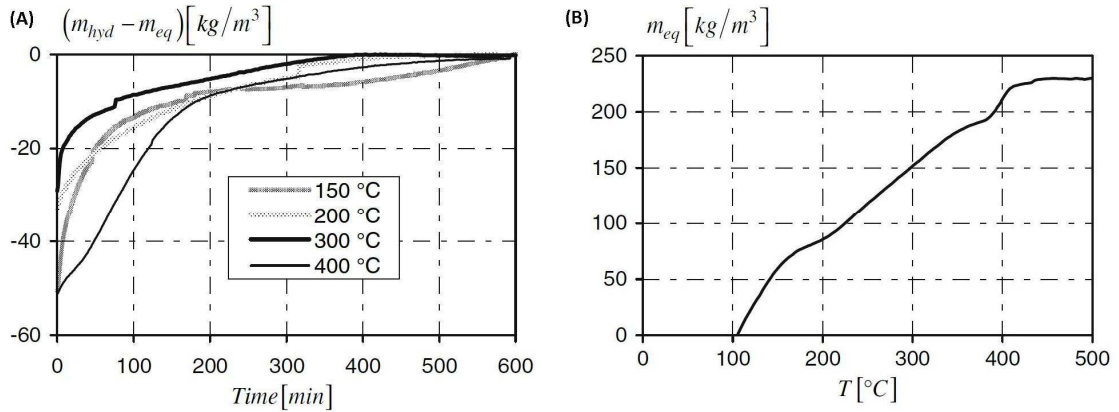 (A)
(m_hyd − m_eq)[kg/m³]
0
-20
-40
-60
0 100 200 300 400 500 600
Time[min]
150 °C
200 °C
300 °C
400 °C
(B)
m_eq[kg/m³]
250
200
150
100
50
0
0 100 200 300 400 500
T[°C]